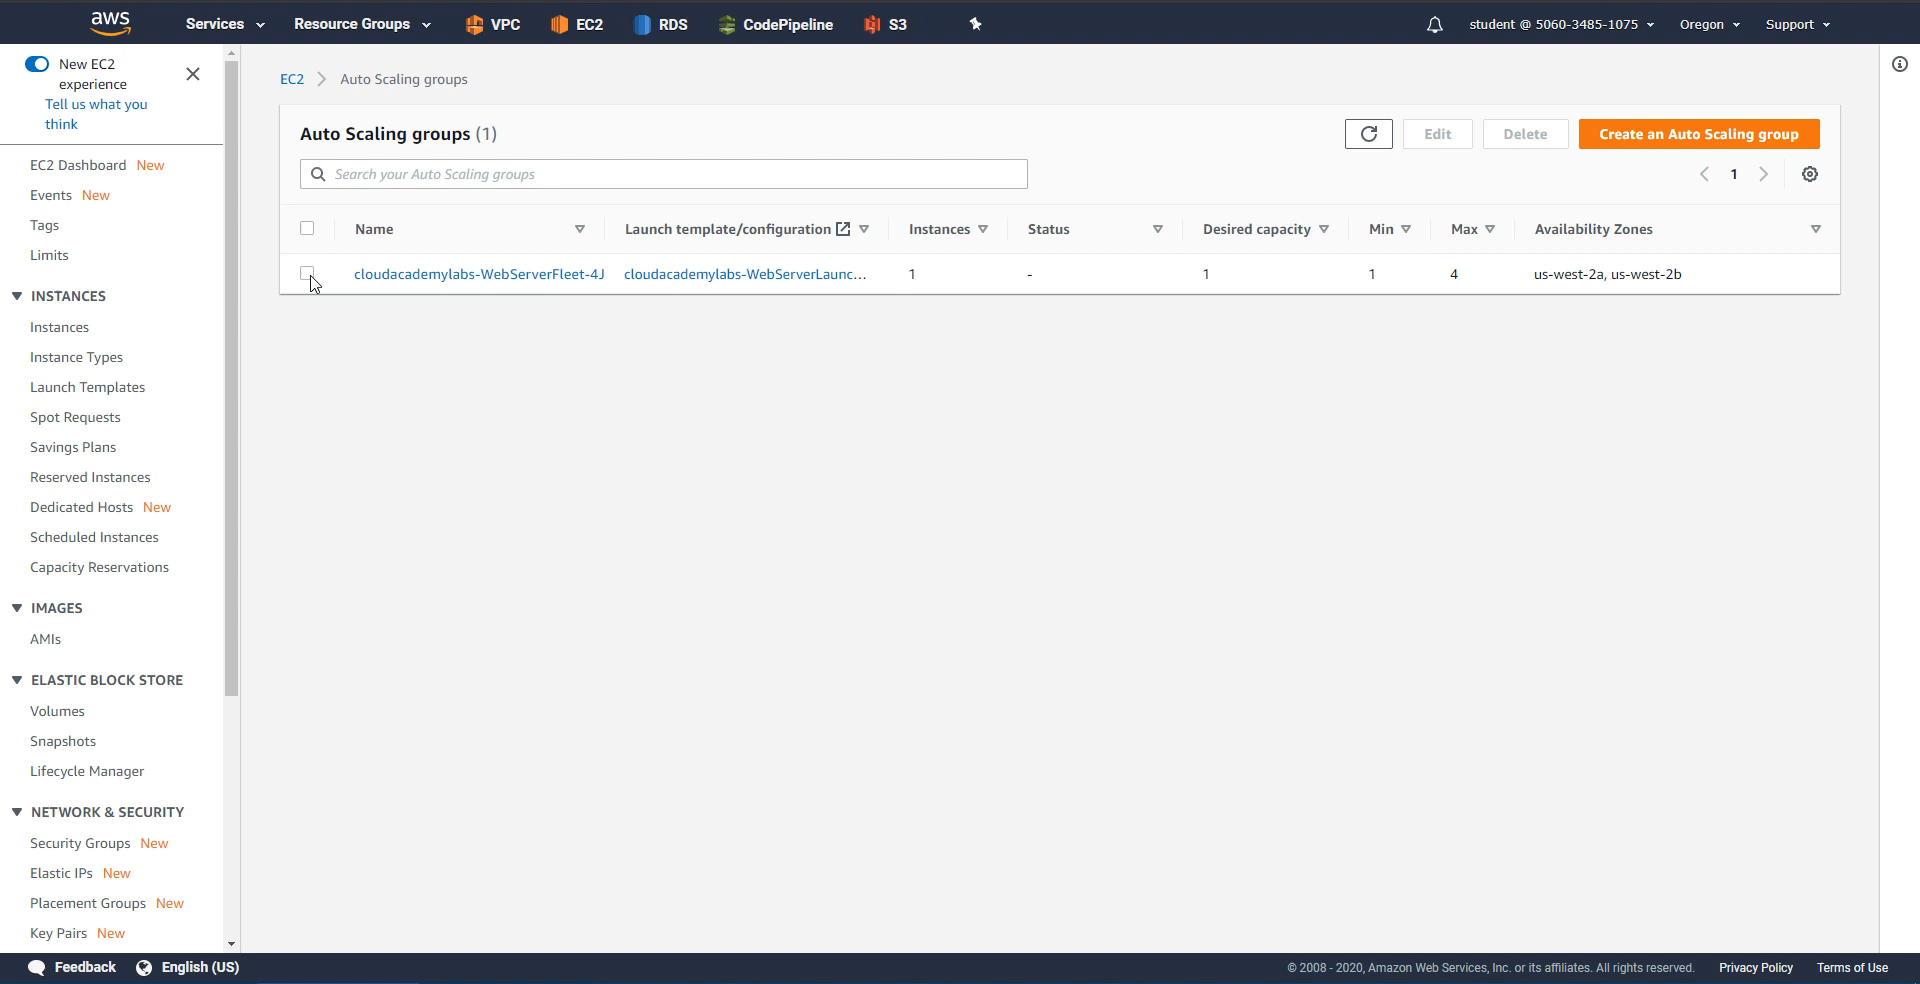 aws Services Resource Groups VPC EC2 RDS CodePipeline S3 student @ 5060-3485-1075 Oregon Support
New EC2
experience
Tell us what you
think
EC2 Dashboard New
Events New
Tags
Limits
INSTANCES
Instances
Instance Types
Launch Templates
Spot Requests
Savings Plans
Reserved Instances
Dedicated Hosts New
Scheduled Instances
Capacity Reservations
IMAGES
AMIs
ELASTIC BLOCK STORE
Volumes
Snapshots
Lifecycle Manager
NETWORK & SECURITY
Security Groups New
Elastic IPs New
Placement Groups New
Key Pairs New
EC2 Auto Scaling groups
Auto Scaling groups (1) Edit Delete Create an Auto Scaling group
Search your Auto Scaling groups 1
Name Launch template/configuration Instances Status Desired capacity Min Max Availability Zones
cloudacademylabs-WebServerFleet-4J cloudacademylabs-WebServerLaunc... 1 - 1 1 4 us-west-2a, us-west-2b
Feedback English (US) © 2008 - 2020, Amazon Web Services, Inc. or its affiliates. All rights reserved. Privacy Policy Terms of Use